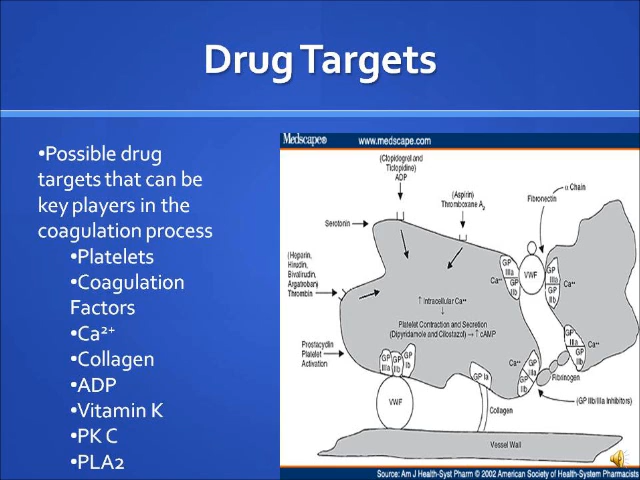 Drug Targets
•Possible drug
targets that can be
key players in the
coagulation process
•Platelets
•Coagulation
Factors
•Ca²⁺
•Collagen
•ADP
•Vitamin K
•PK C
•PLA2
Medscape® www.medscape.com
(Clopidogrel and
Ticlopidine)
ADP
(Aspirin)
Thromboxane A₂
α Chain
Fibronectin
Serotonin
(Heparin,
Hirudin,
Bivalirudin,
Argatroban)
Thrombin
GP
IIIa
GP
IIb
VWF
GP
IIIa
GP
IIb
Ca⁺⁺
Ca⁺⁺
↑ Intracellular Ca⁺⁺
↓
Platelet Contraction and Secretion
(Dipyridamole and Cilostazol) → ↑ cAMP
Prostacyclin
Platelet
Activation
GP
IIIa
GP
IIb
GP
Ib
GP Ia
Ca⁺⁺
GP
IIIa
GP
IIb
GP
IIIa
GP
IIb
Ca⁺⁺
Fibrinogen
(GP IIb/IIIa Inhibitors)
VWF
Collagen
Vessel Wall
Source: Am J Health-Syst Pharm © 2002 American Society of Health-System Pharmacists